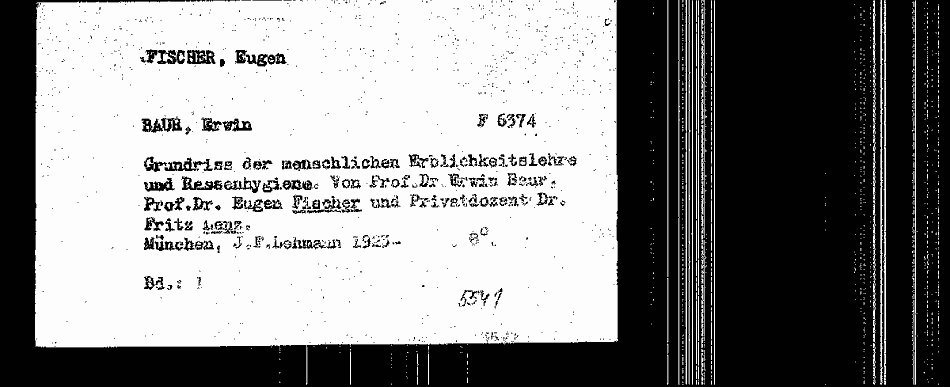 .FISCHER, Eugen
BAUR, Erwin F 6374
Grundriss der menschlichen Erblichkeitslehre
und Rassenhygiene. Von Prof.Dr Erwin Baur.
Prof.Dr. Eugen Fischer und Privatdozent Dr.
Fritz Lenz.
München, J.F.Lehmann 1923- 8°.
Bd.: 1
5541